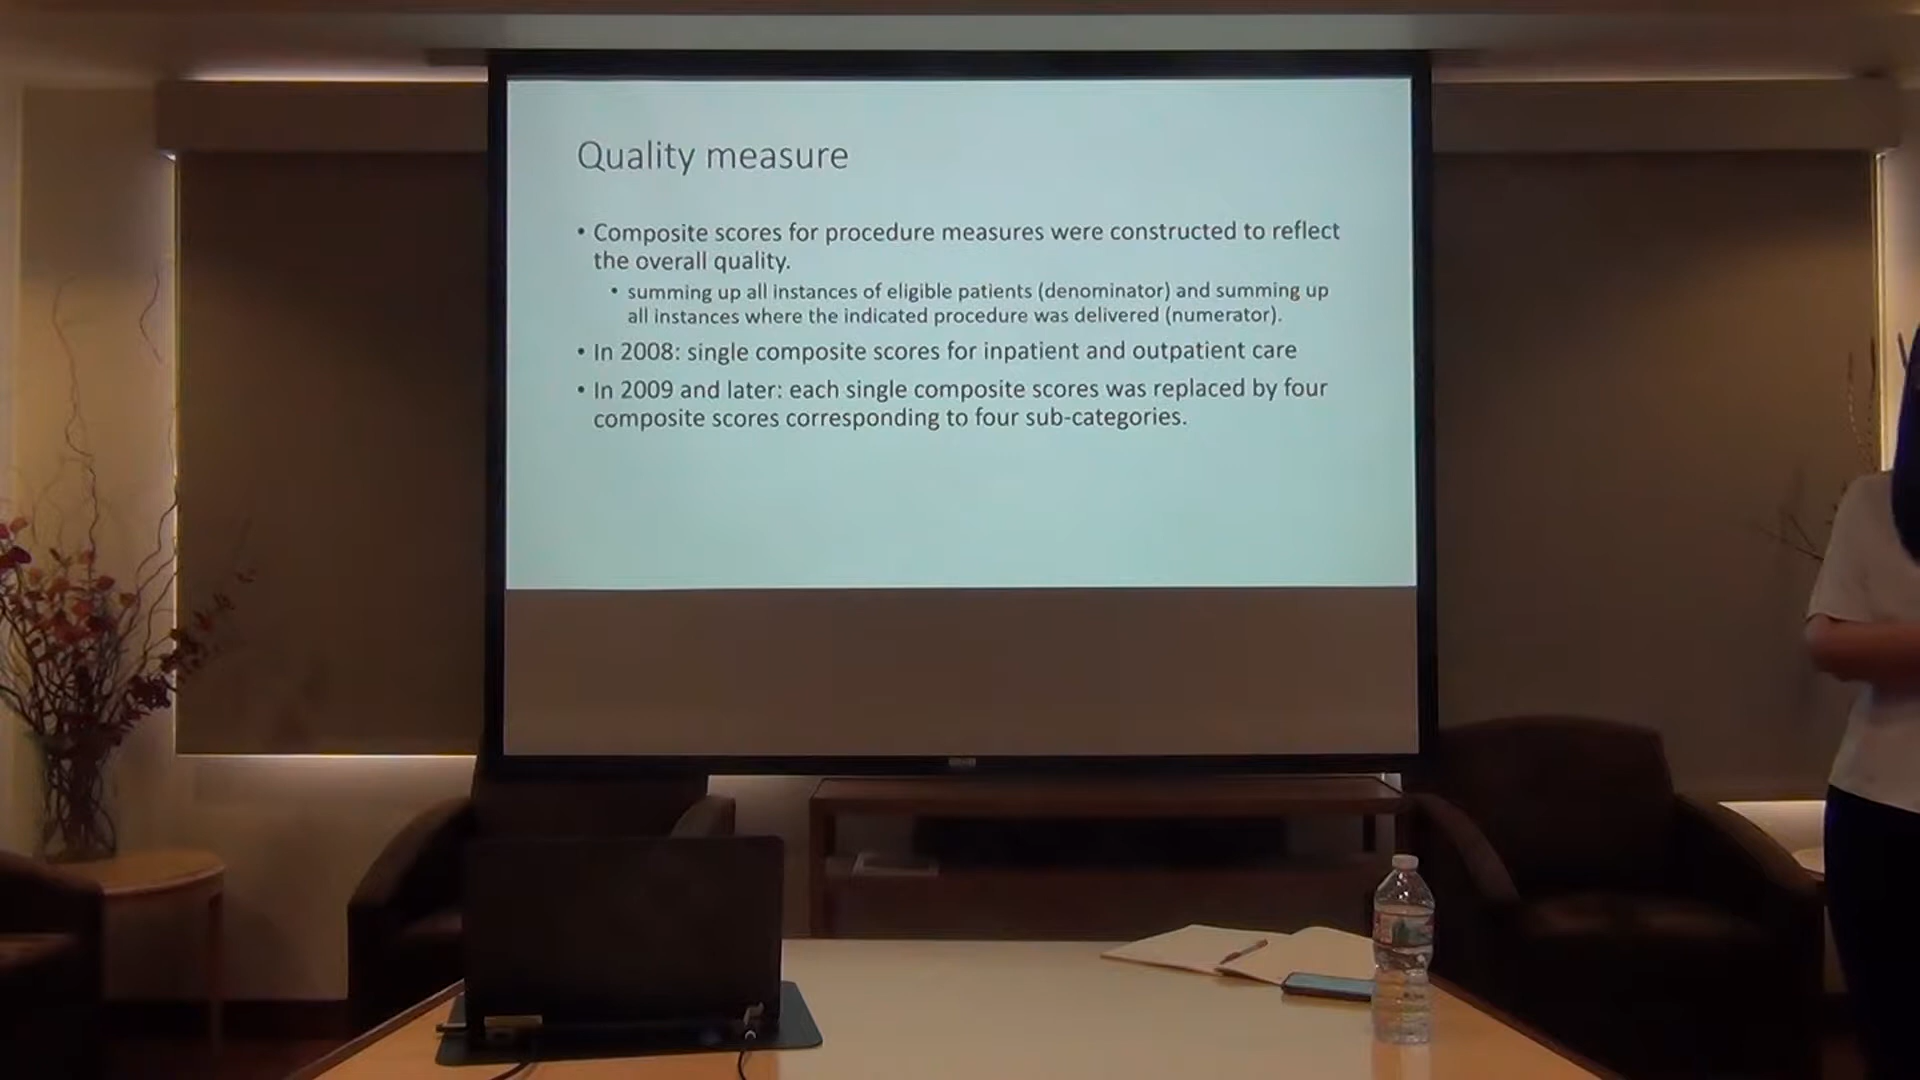 Quality measure
• Composite scores for procedure measures were constructed to reflect
the overall quality.
• summing up all instances of eligible patients (denominator) and summing up
all instances where the indicated procedure was delivered (numerator).
• In 2008: single composite scores for inpatient and outpatient care
• In 2009 and later: each single composite scores was replaced by four
composite scores corresponding to four sub-categories.